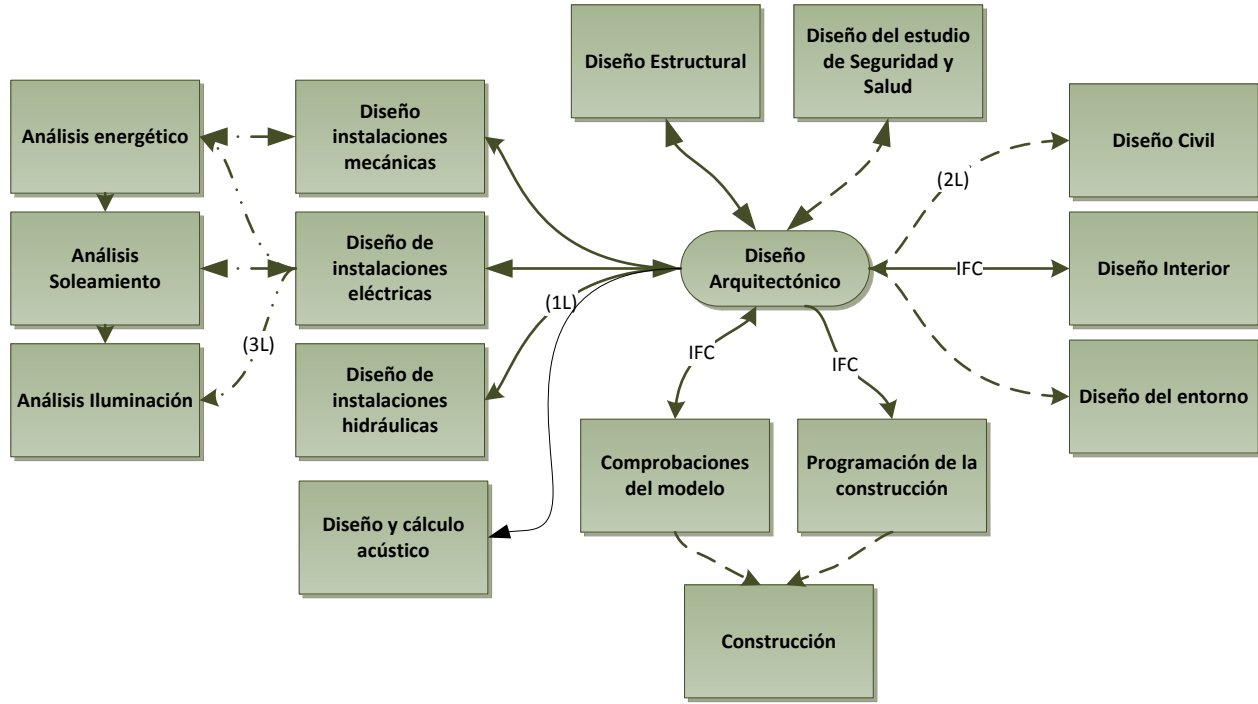 Diseño Estructural
Diseño del estudio
de Seguridad y
Salud
Análisis energético
Diseño
instalaciones
mecánicas
Diseño Civil
(2L)
Análisis
Soleamiento
Diseño de
instalaciones
eléctricas
Diseño
Arquitectónico
IFC
Diseño Interior
(1L)
(3L)
IFC
IFC
Análisis Iluminación
Diseño de
instalaciones
hidráulicas
Diseño del entorno
Comprobaciones
del modelo
Programación de la
construcción
Diseño y cálculo
acústico
Construcción